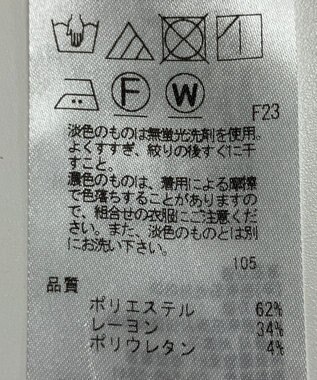 F W
F23
淡色のものは無蛍光洗剤を使用。
よくすすぎ、絞りの後すぐに干
すこと。
濃色のものは、着用による摩擦
で色落ちすることがありますの
で、組合せの衣服にご注意くだ
さい。また、淡色のものとは別
にお洗い下さい。
105
品質
ポリエステル 62%
レーヨン 34%
ポリウレタン 4%